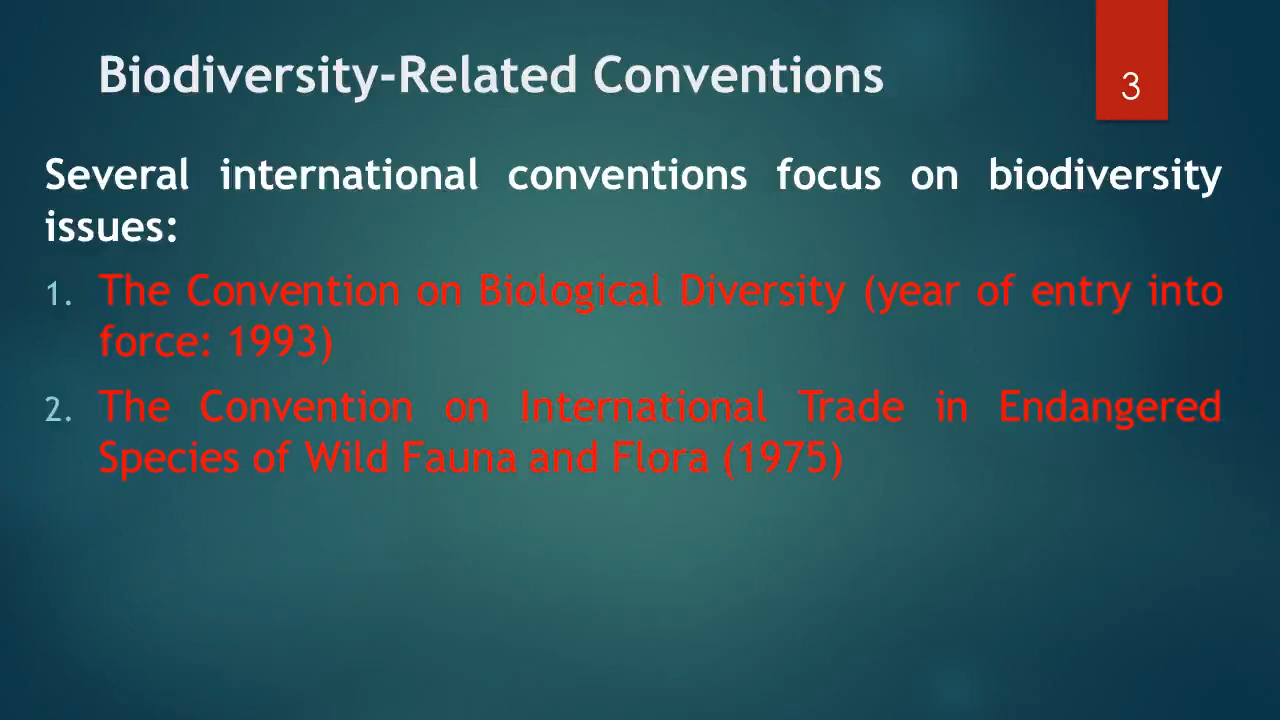 Biodiversity-Related Conventions
3
Several international conventions focus on biodiversity
issues:
1. The Convention on Biological Diversity (year of entry into
force: 1993)
2. The Convention on International Trade in Endangered
Species of Wild Fauna and Flora (1975)